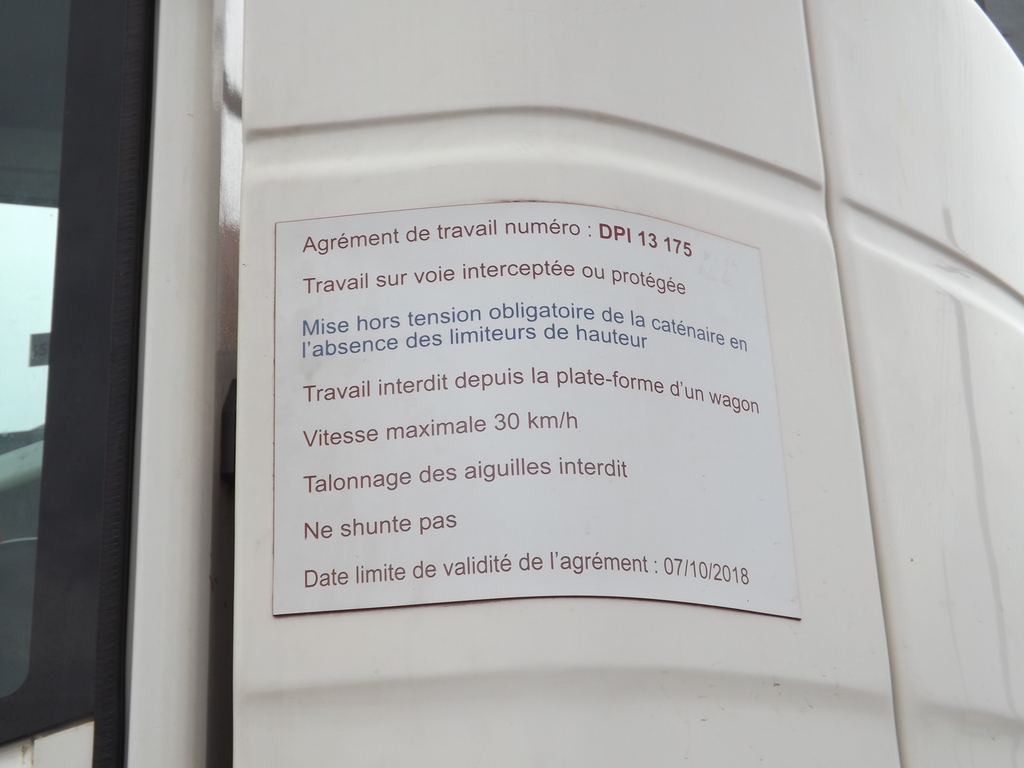 Agrément de travail numéro : DPI 13 175
Travail sur voie interceptée ou protégée
Mise hors tension obligatoire de la caténaire en
l'absence des limiteurs de hauteur
Travail interdit depuis la plate-forme d'un wagon
Vitesse maximale 30 km/h
Talonnage des aiguilles interdit
Ne shunte pas
Date limite de validité de l'agrément : 07/10/2018